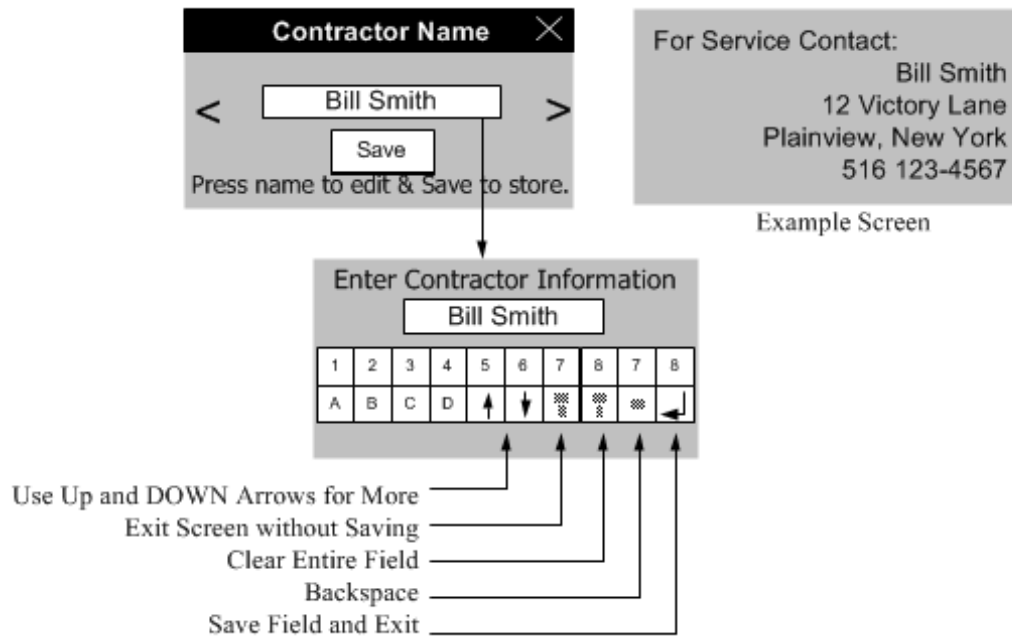 Contractor Name
< Bill Smith >
Save
Press name to edit & Save to store.
For Service Contact:
Bill Smith
12 Victory Lane
Plainview, New York
516 123-4567
Example Screen
Enter Contractor Information
Bill Smith
1 2 3 4 5 6 7 8 7 8
A B C D
Use Up and DOWN Arrows for More
Exit Screen without Saving
Clear Entire Field
Backspace
Save Field and Exit